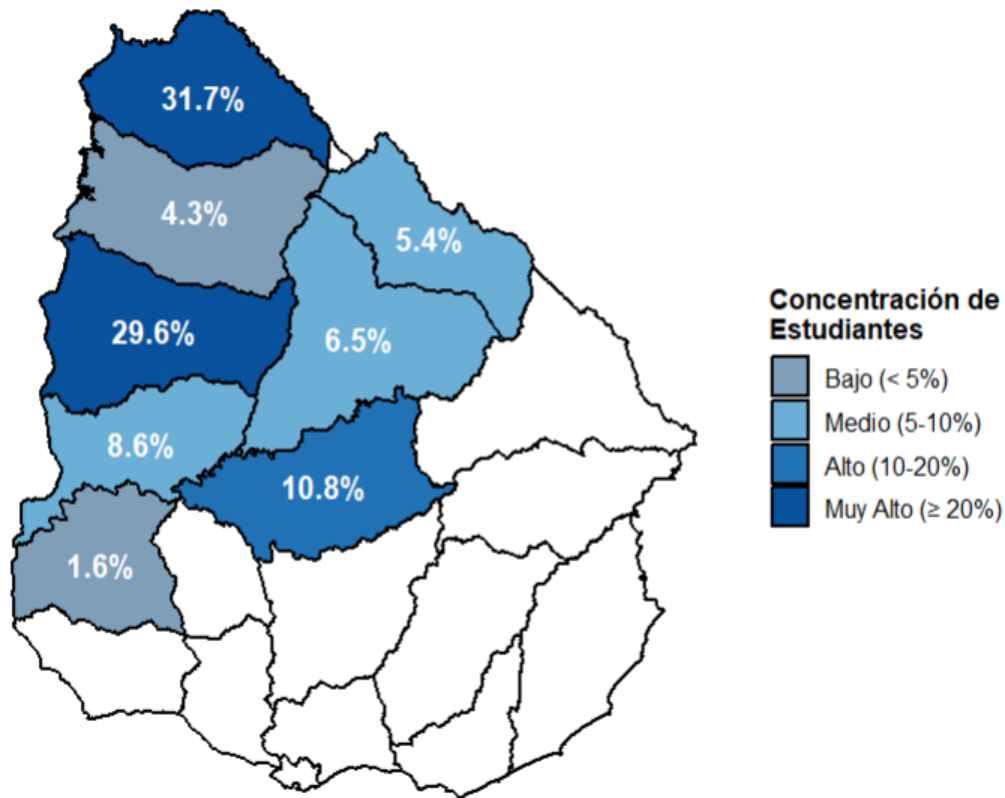 31.7%
4.3%
5.4%
29.6%
6.5%
8.6%
10.8%
1.6%
Concentración de
Estudiantes
Bajo (< 5%)
Medio (5-10%)
Alto (10-20%)
Muy Alto (≥ 20%)